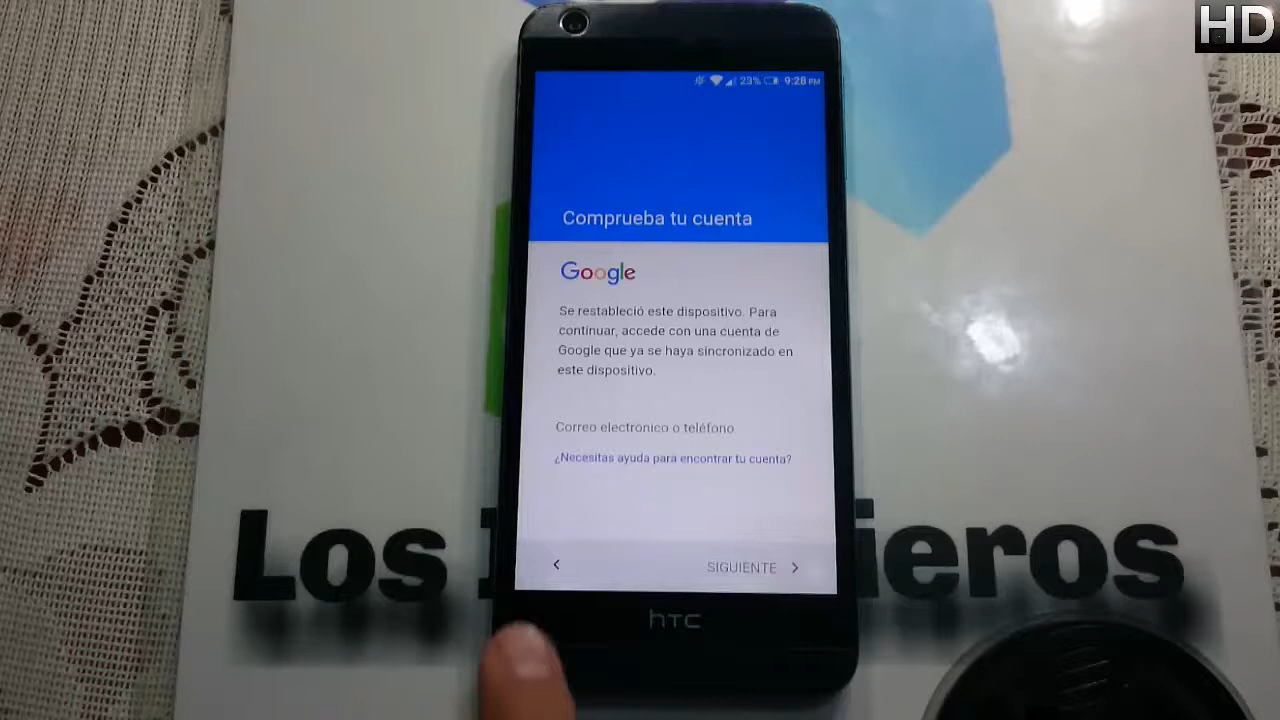 HD
23% 9:28 PM
Comprueba tu cuenta
Google
Se restableció este dispositivo. Para
continuar, accede con una cuenta de
Google que ya se haya sincronizado en
este dispositivo.
Correo electrónico o teléfono
¿Necesitas ayuda para encontrar tu cuenta?
SIGUIENTE
hTC
Los
ieros